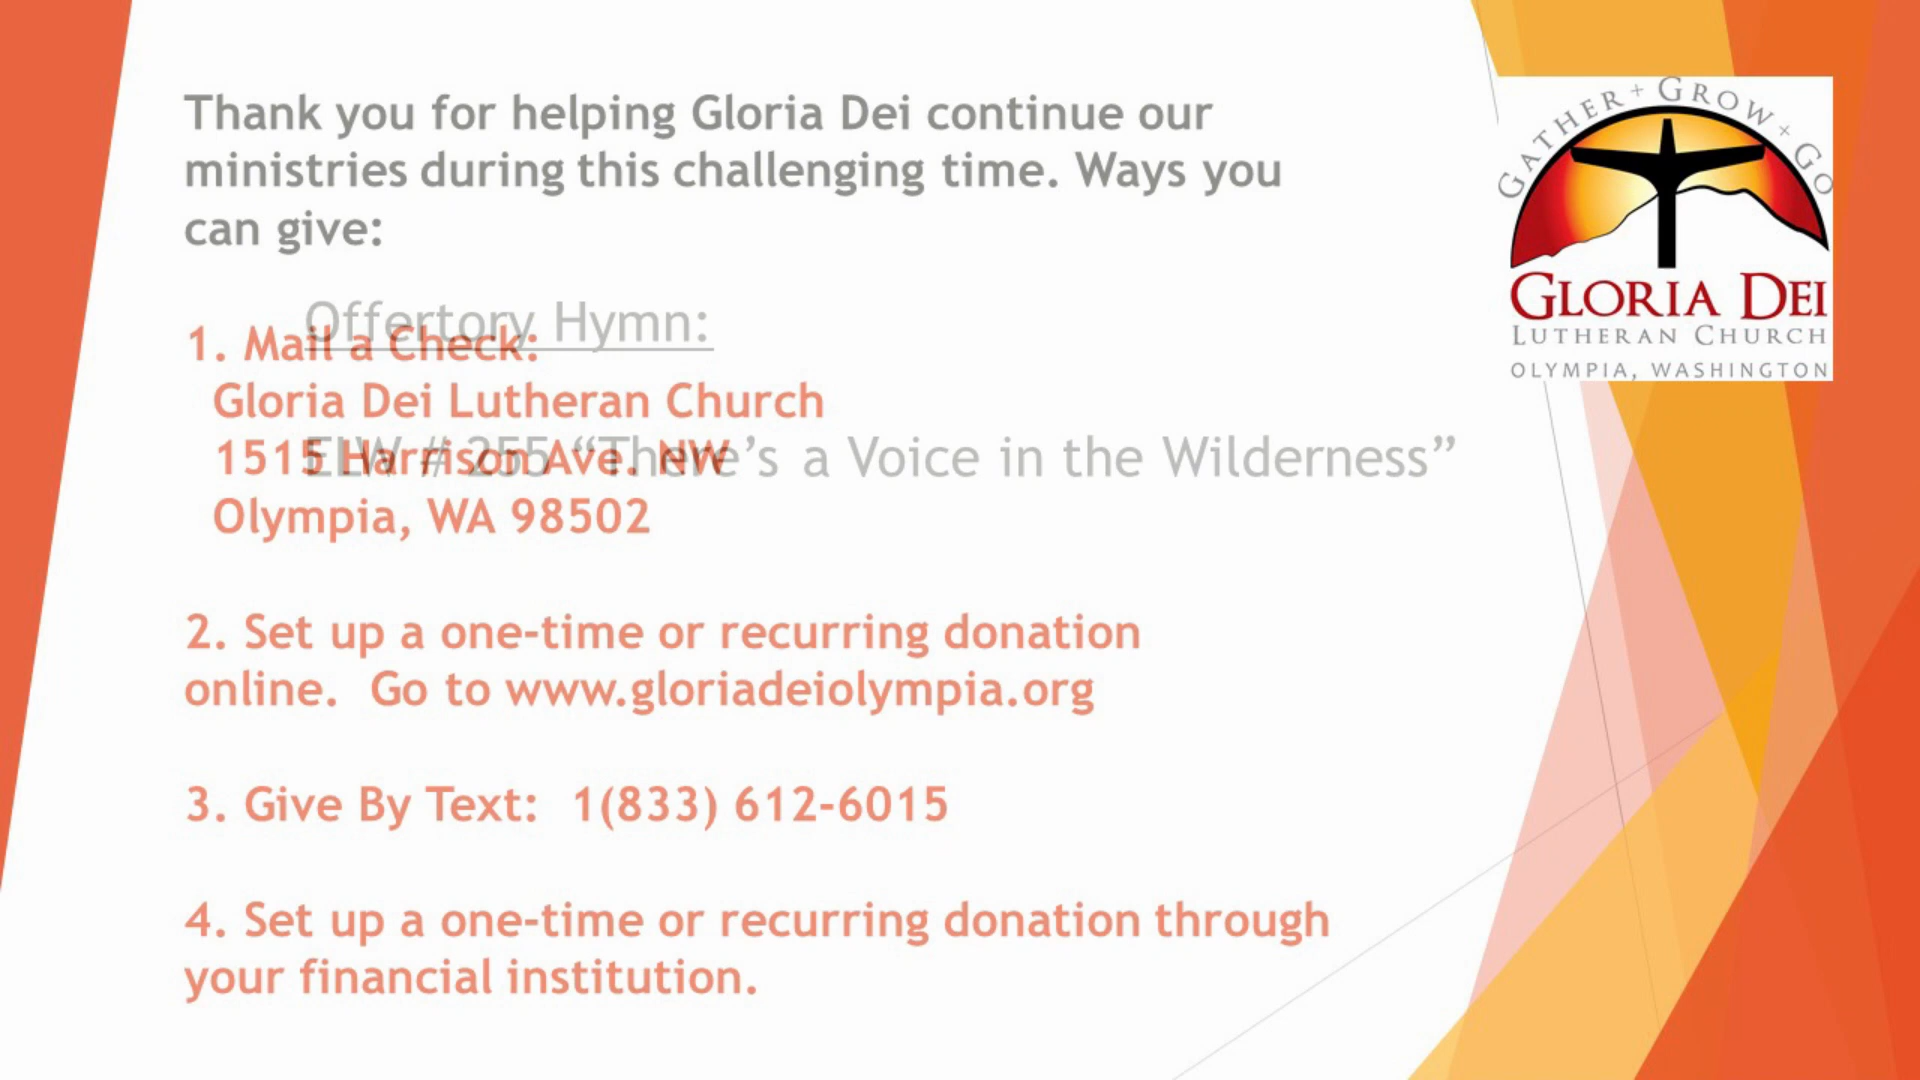 Thank you for helping Gloria Dei continue our
ministries during this challenging time. Ways you
can give:
Offertory Hymn:
1. Mail a Check:
Gloria Dei Lutheran Church
ELW # 255 “There’s a Voice in the Wilderness”
1515 Harrison Ave. NW
Olympia, WA 98502
2. Set up a one-time or recurring donation
online. Go to www.gloriadeiolympia.org
3. Give By Text: 1(833) 612-6015
4. Set up a one-time or recurring donation through
your financial institution.
GATHER + GROW + GO
GLORIA DEI
LUTHERAN CHURCH
OLYMPIA, WASHINGTON